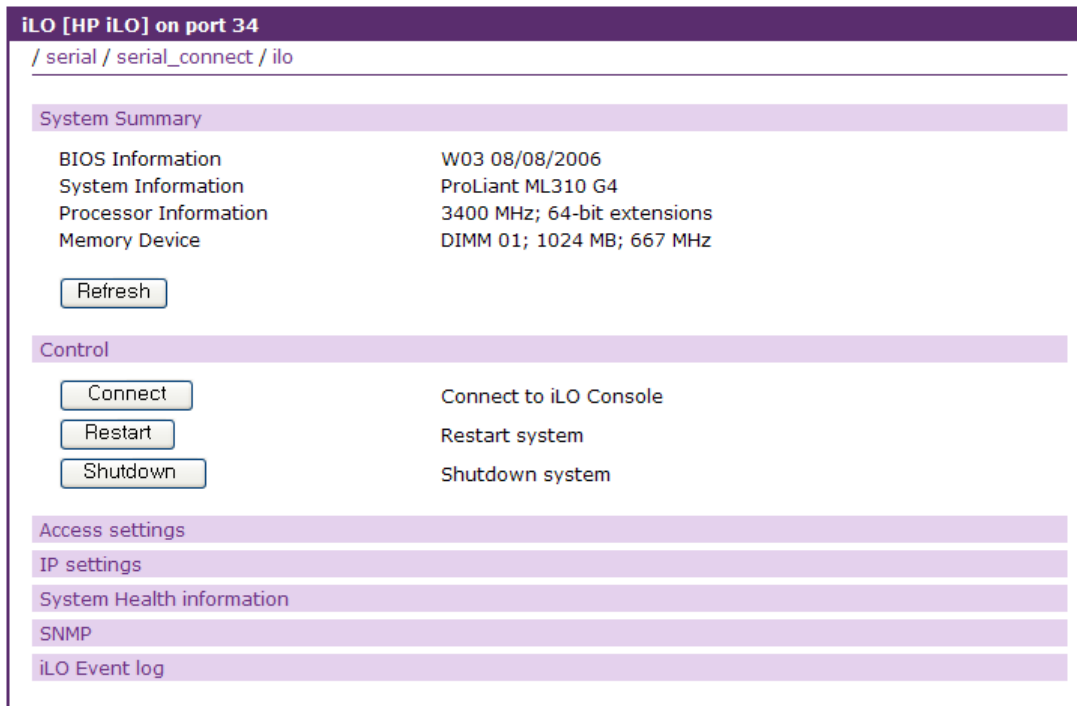 iLO [HP iLO] on port 34
/ serial / serial_connect / ilo
System Summary
BIOS Information W03 08/08/2006
System Information ProLiant ML310 G4
Processor Information 3400 MHz; 64-bit extensions
Memory Device DIMM 01; 1024 MB; 667 MHz
Refresh
Control
Connect Connect to iLO Console
Restart Restart system
Shutdown Shutdown system
Access settings
IP settings
System Health information
SNMP
iLO Event log